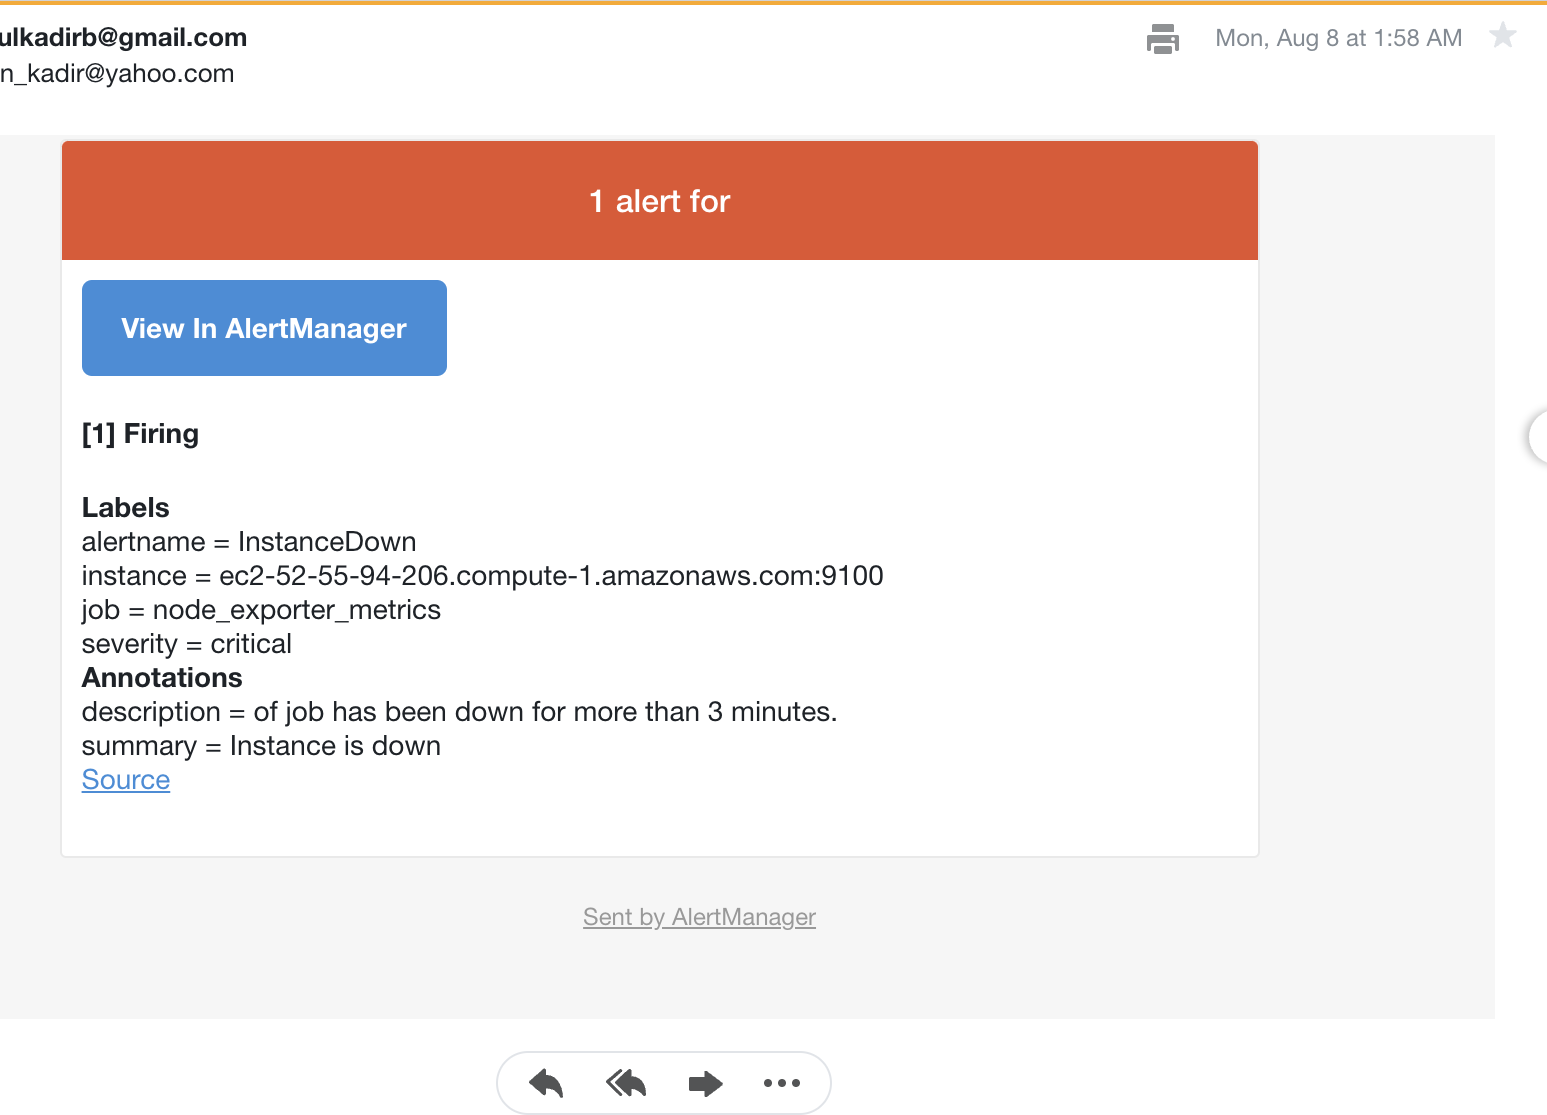 ulkadirb@gmail.com
Mon, Aug 8 at 1:58 AM
n_kadir@yahoo.com
1 alert for
View In AlertManager
[1] Firing
Labels
alertname = InstanceDown
instance = ec2-52-55-94-206.compute-1.amazonaws.com:9100
job = node_exporter_metrics
severity = critical
Annotations
description = of job has been down for more than 3 minutes.
summary = Instance is down
Source
Sent by AlertManager